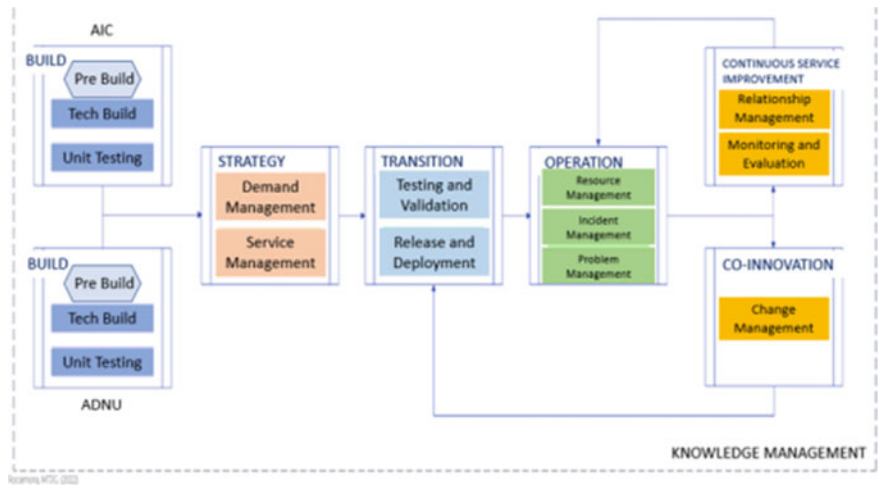 AIC
BUILD
Pre Build
Tech Build
Unit Testing
BUILD
Pre Build
Tech Build
Unit Testing
ADNU
STRATEGY
Demand
Management
Service
Management
TRANSITION
Testing and
Validation
Release and
Deployment
OPERATION
Resource
Management
Incident
Management
Problem
Management
CONTINUOUS SERVICE
IMPROVEMENT
Relationship
Management
Monitoring and
Evaluation
CO-INNOVATION
Change
Management
KNOWLEDGE MANAGEMENT
(2022)